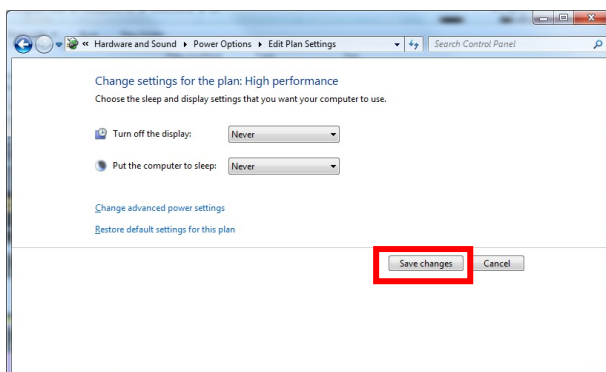 « Hardware and Sound ▸ Power Options ▸ Edit Plan Settings
Search Control Panel
Change settings for the plan: High performance
Choose the sleep and display settings that you want your computer to use.
Turn off the display: Never
Put the computer to sleep: Never
Change advanced power settings
Restore default settings for this plan
Save changes Cancel